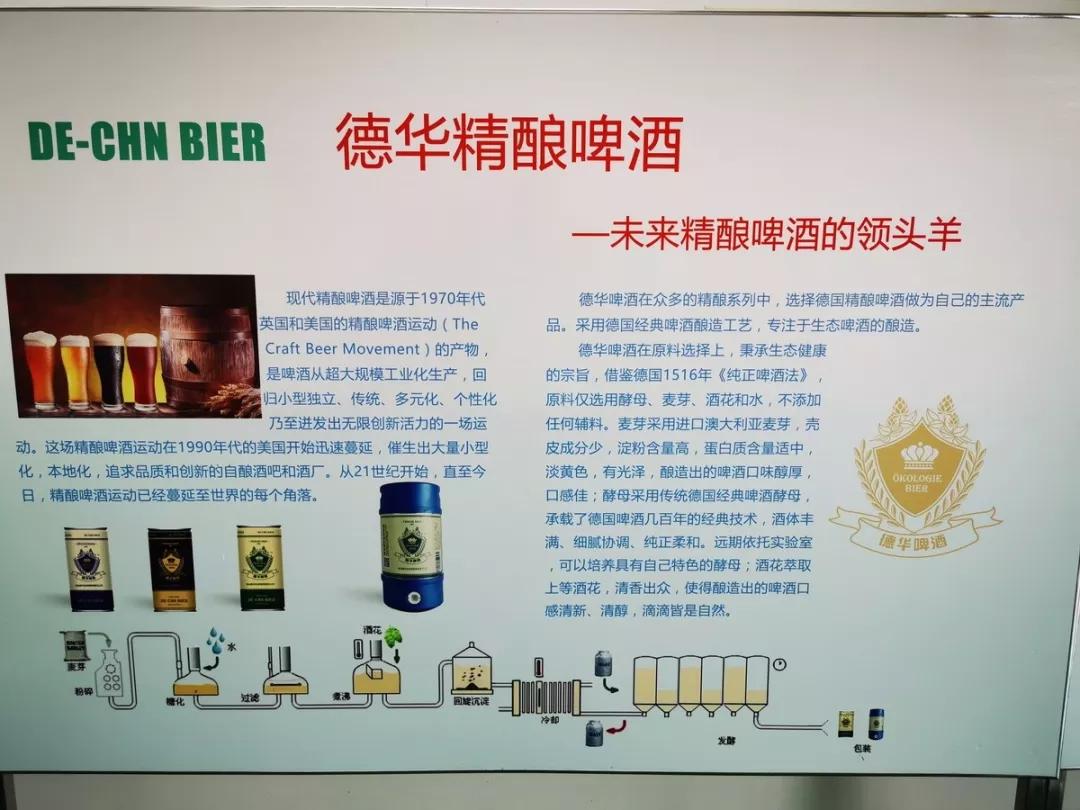 DE-CHN BIER
德华精酿啤酒
—未来精酿啤酒的领头羊
现代精酿啤酒是源于1970年代
英国和美国的精酿啤酒运动（The
Craft Beer Movement）的产物，
是啤酒从超大规模工业化生产，回
归小型独立、传统、多元化、个性化
乃至迸发出无限创新活力的一场运
动。这场精酿啤酒运动在1990年代的美国开始迅速蔓延，催生出大量小型
化，本地化，追求品质和创新的自酿酒吧和酒厂。从21世纪开始，直至今
日，精酿啤酒运动已经蔓延至世界的每个角落。
德华啤酒在众多的精酿系列中，选择德国精酿啤酒做为自己的主流产
品。采用德国经典啤酒酿造工艺，专注于生态啤酒的酿造。
德华啤酒在原料选择上，秉承生态健康
的宗旨，借鉴德国1516年《纯正啤酒法》，
原料仅选用酵母、麦芽、酒花和水，不添加
任何辅料。麦芽采用进口澳大利亚麦芽，壳
皮成分少，淀粉含量高，蛋白质含量适中，
淡黄色，有光泽，酿造出的啤酒口味醇厚，
口感佳；酵母采用传统德国经典啤酒酵母，
承载了德国啤酒几百年的经典技术，酒体丰
满、细腻协调、纯正柔和。远期依托实验室
，可以培养具有自己特色的酵母；酒花萃取
上等酒花，清香出众，使得酿造出的啤酒口
感清新、清醇，滴滴皆是自然。
ÖKOLOGIE
BIER
德华啤酒
DE-CHN BIER
DE-CHN BIER
麦芽
粉碎
水
糖化
过滤
酒花
煮沸
回旋沉淀
冷却
发酵
包装